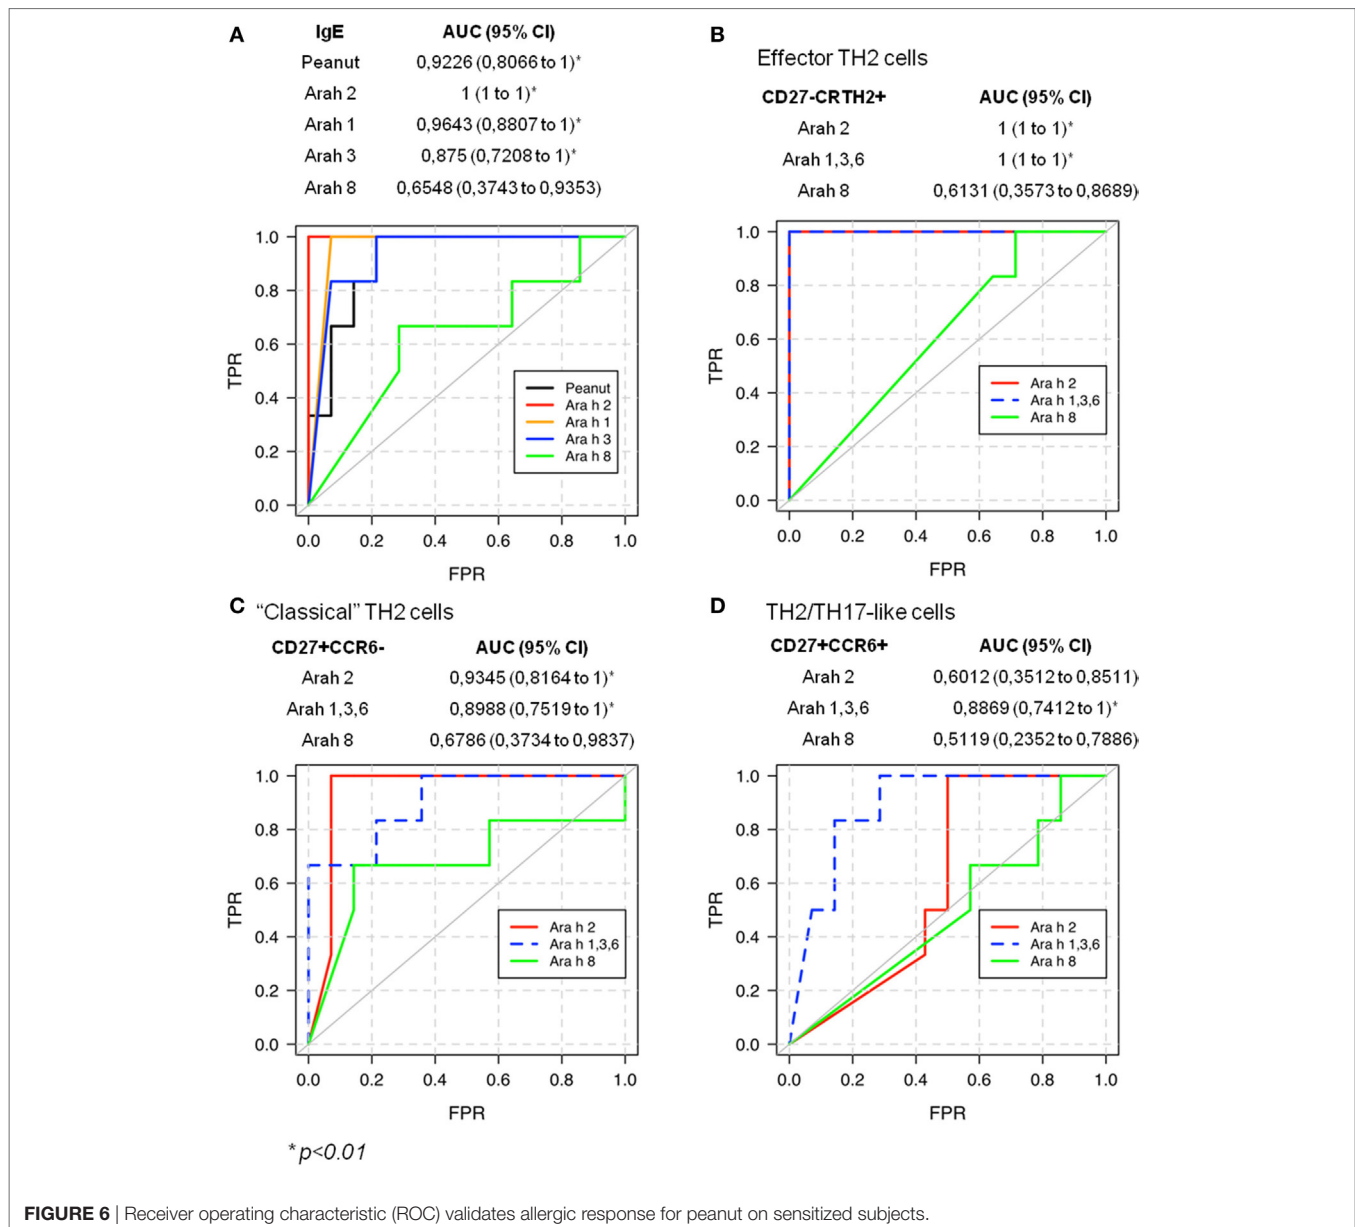 A
IgE AUC (95% CI)
Peanut 0,9226 (0,8066 to 1)*
Arah 2 1 (1 to 1)*
Arah 1 0,9643 (0,8807 to 1)*
Arah 3 0,875 (0,7208 to 1)*
Arah 8 0,6548 (0,3743 to 0,9353)
TPR
1.0
0.8
0.6
0.4
0.2
0.0
Peanut
Ara h 2
Ara h 1
Ara h 3
Ara h 8
0.0 0.2 0.4 0.6 0.8 1.0
FPR
B
Effector TH2 cells
CD27-CRTH2+ AUC (95% CI)
Arah 2 1 (1 to 1)*
Arah 1,3,6 1 (1 to 1)*
Arah 8 0,6131 (0,3573 to 0,8689)
TPR
1.0
0.8
0.6
0.4
0.2
0.0
Ara h 2
Ara h 1,3,6
Ara h 8
0.0 0.2 0.4 0.6 0.8 1.0
FPR
C "Classical" TH2 cells
CD27+CCR6- AUC (95% CI)
Arah 2 0,9345 (0,8164 to 1)*
Arah 1,3,6 0,8988 (0,7519 to 1)*
Arah 8 0,6786 (0,3734 to 0,9837)
TPR
1.0
0.8
0.6
0.4
0.2
0.0
Ara h 2
Ara h 1,3,6
Ara h 8
0.0 0.2 0.4 0.6 0.8 1.0
FPR
D TH2/TH17-like cells
CD27+CCR6+ AUC (95% CI)
Arah 2 0,6012 (0,3512 to 0,8511)
Arah 1,3,6 0,8869 (0,7412 to 1)*
Arah 8 0,5119 (0,2352 to 0,7886)
TPR
1.0
0.8
0.6
0.4
0.2
0.0
Ara h 2
Ara h 1,3,6
Ara h 8
0.0 0.2 0.4 0.6 0.8 1.0
FPR
* p<0.01
FIGURE 6 | Receiver operating characteristic (ROC) validates allergic response for peanut on sensitized subjects.